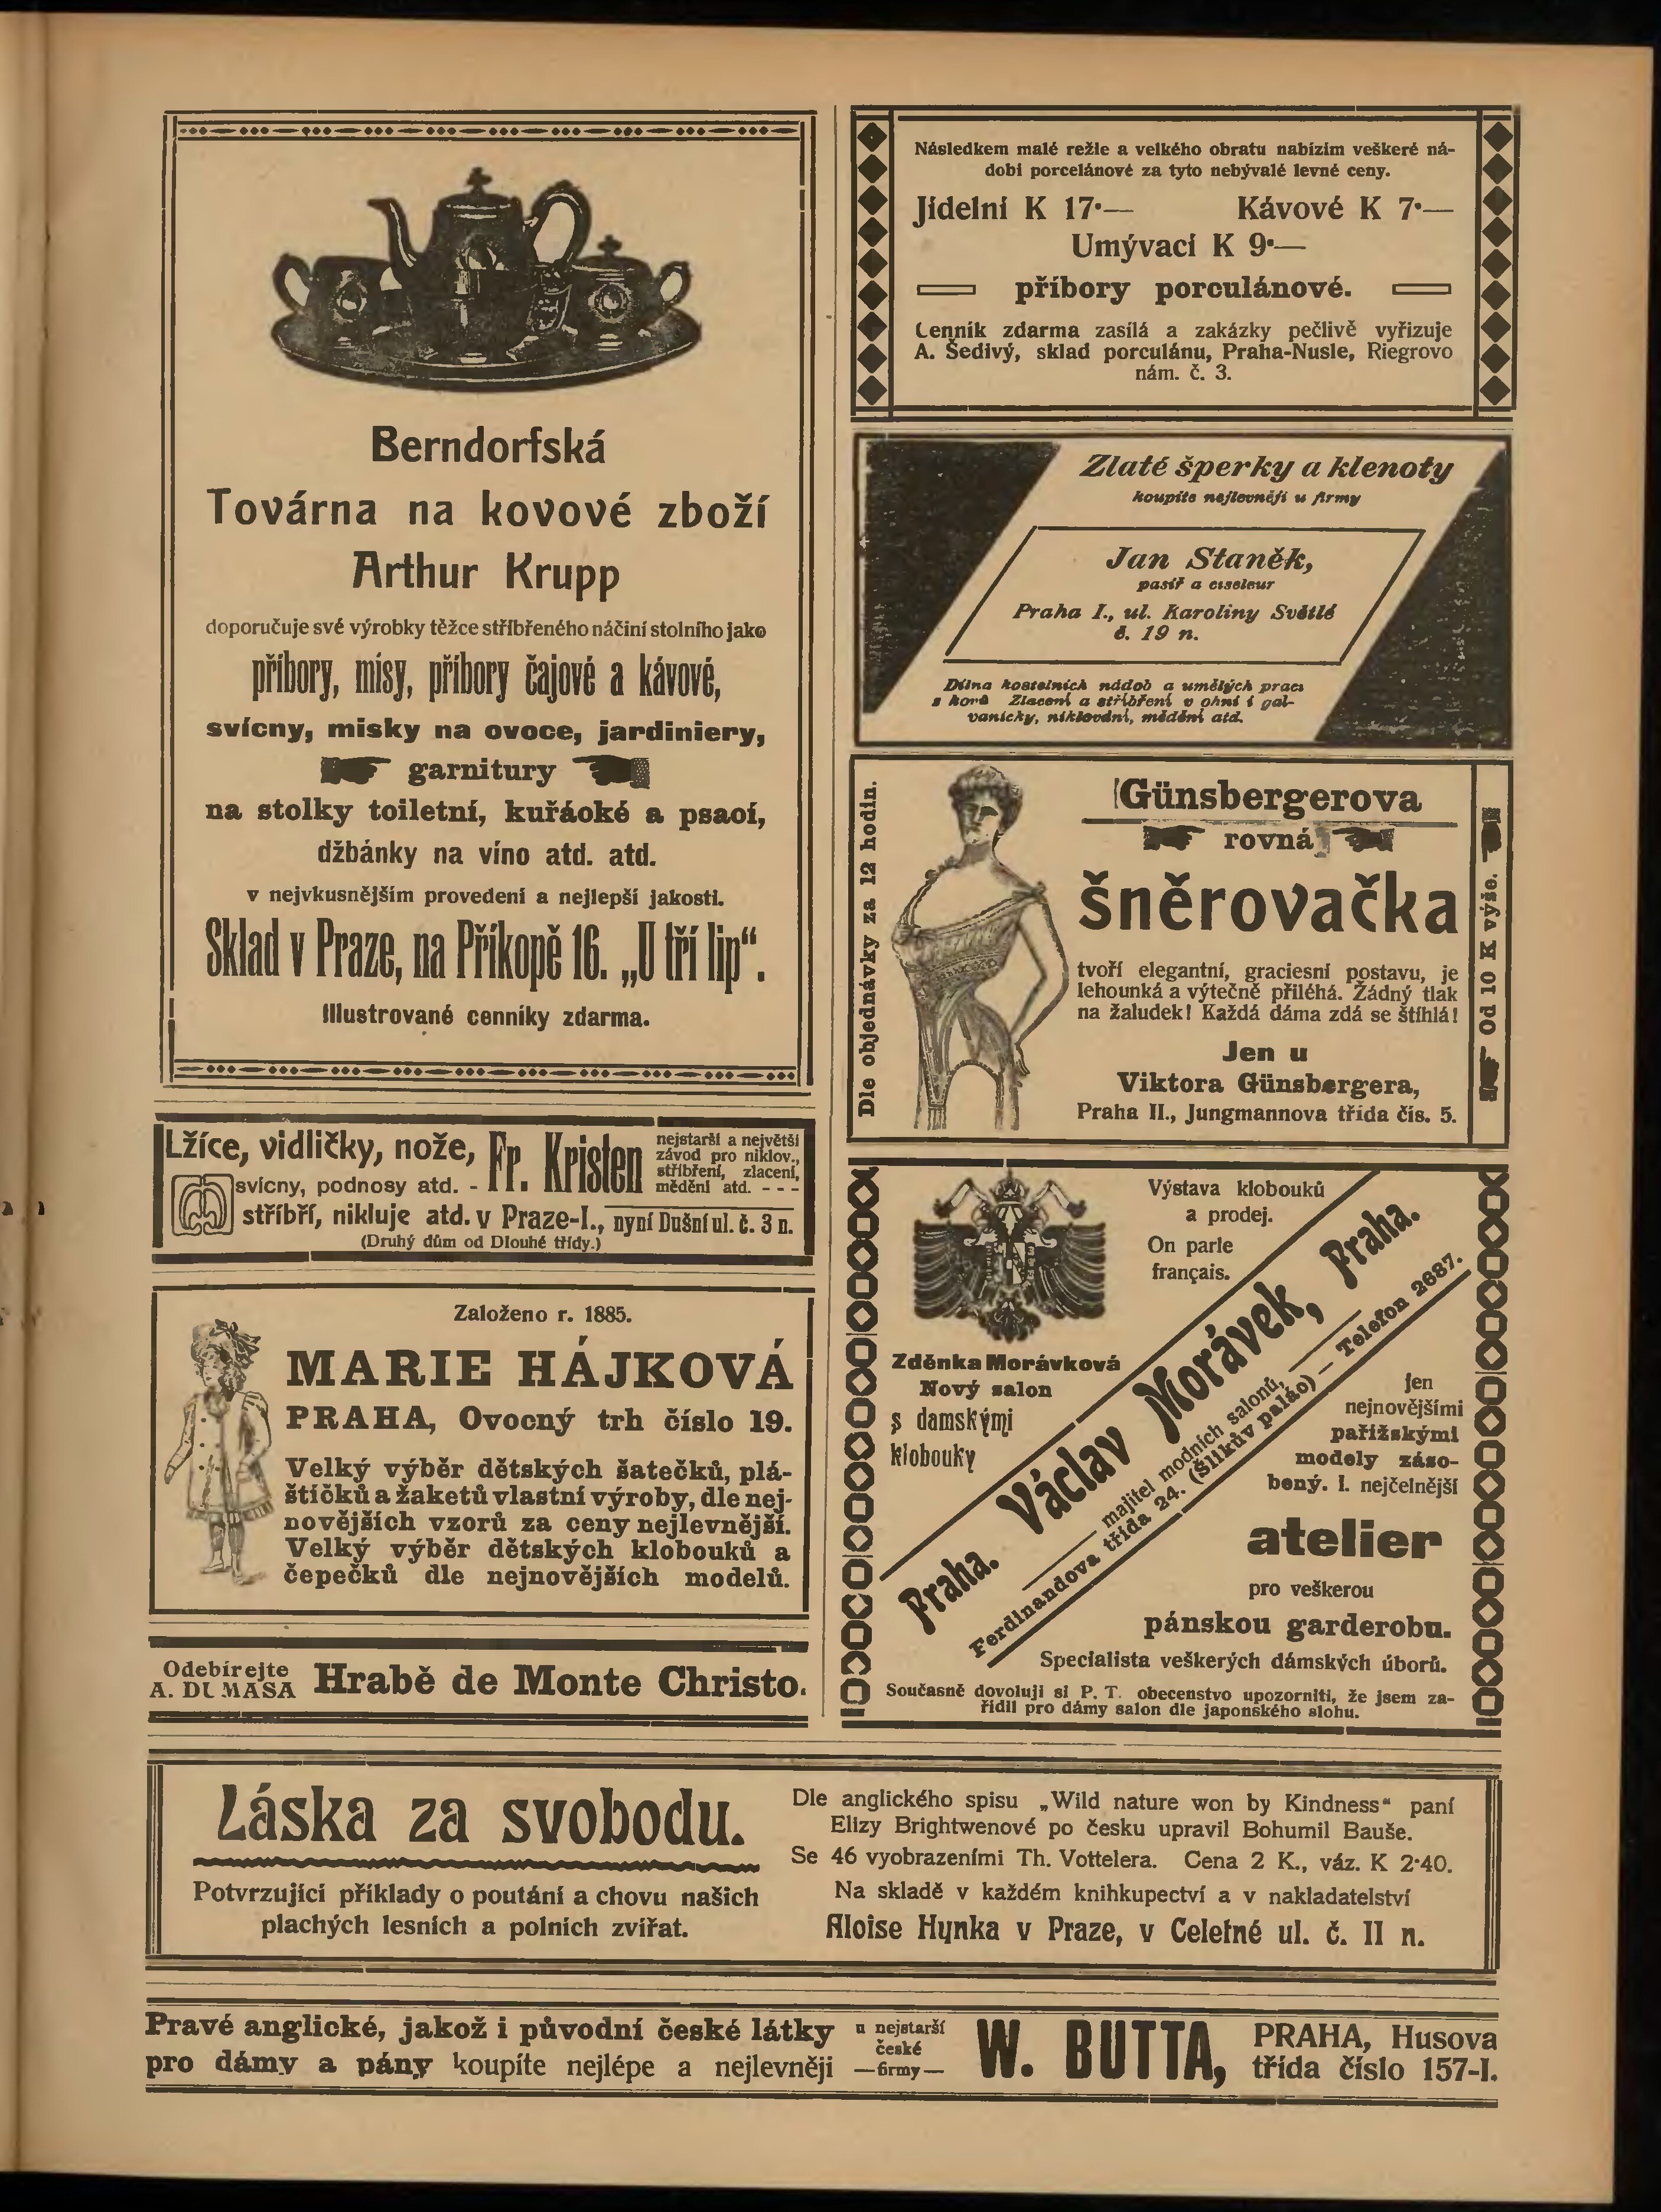 Berndorfská
Továrna na kovové zboží
Arthur Krupp
doporučuje své výrobky těžce stříbřeného náčiní stolního jako
příbory, mísy, příbory čajové a kávové,
svícny, misky na ovoce, jardiniery,
garnitury
na stolky toiletní, kuřáoké a psaoí,
džbánky na víno atd. atd.
v nejvkusnějším provedení a nejlepší jakosti.
Sklad v Praze, na Příkopě 16. „U tří lip“.
Illustrované cenníky zdarma.
Lžíce, vidličky, nože,
svícny, podnosy atd. -
Fr. Kristen
nejstarší a největší
závod pro niklov.,
stříbření, zlacení,
mědění atd. - - -
stříbří, nikluje atd. v Praze-I., nyní Dušní ul. č. 3 n.
(Druhý dům od Dlouhé třídy.)
Založeno r. 1885.
MARIE HÁJKOVÁ
PRAHA, Ovocný trh číslo 19.
Velký výběr dětských šatečků, plá-
štíčků a žaketů vlastní výroby, dle nej-
novějších vzorů za ceny nejlevnější.
Velký výběr dětských klobouků a
čepečků dle nejnovějších modelů.
Odebírejte
A. DUMASA
Hrabě de Monte Christo.
Následkem malé režie a velkého obratu nabízím veškeré ná-
dobí porcelánové za tyto nebývalé levné ceny.
Jídelní K 17·— Kávové K 7·—
Umývací K 9·—
příbory porculánové.
Cenník zdarma zasílá a zakázky pečlivě vyřizuje
A. Šedivý, sklad porculánu, Praha-Nusle, Riegrovo
nám. č. 3.
Zlaté šperky a klenoty
koupíte nejlevněji u firmy
Jan Staněk,
pasíř a ciseleur
Praha I., ul. Karoliny Světlé
č. 19 n.
Dílna kostelních nádob a umělých prací
z kovů Zlacení a stříbření v ohni i gal-
vanicky, niklování, mědění atd.
Dle objednávky za 12 hodin.
Günsbergerova
rovná
šněrovačka
tvoří elegantní, graciesní postavu, je
lehounká a výtečně přiléhá. Žádný tlak
na žaludek! Každá dáma zdá se štíhlá!
Jen u
Viktora Günsbergera,
Praha II., Jungmannova třída čís. 5.
Od 10 K výše.
Výstava klobouků
a prodej.
On parle
français.
Zděnka Morávková
Nový salon
s damskými
klobouky
Praha. Václav Morávek, Praha.
majitel modních salonů,
Ferdinandova třída 24. (Šilkův paláo) — Telefon 2687.
jen
nejnovějšími
pařížskými
modely záso-
bený. I. nejčelnější
atelier
pro veškerou
pánskou garderobu.
Specialista veškerých dámských úborů.
Současně dovoluji si P. T. obecenstvo upozorniti, že jsem za-
řídil pro dámy salon dle japonského slohu.
Láska za svobodu.
Potvrzující příklady o poutání a chovu našich
plachých lesních a polních zvířat.
Dle anglického spisu „Wild nature won by Kindness“ paní
Elizy Brightwenové po česku upravil Bohumil Bauše.
Se 46 vyobrazeními Th. Vottelera. Cena 2 K., váz. K 2·40.
Na skladě v každém knihkupectví a v nakladatelství
Aloise Hynka v Praze, v Celetné ul. č. 11 n.
Pravé anglické, jakož i původní české látky
pro dámy a pány koupíte nejlépe a nejlevněji
u nejstarší
české
—firmy—
W. BUTTA,
PRAHA, Husova
třída číslo 157-I.